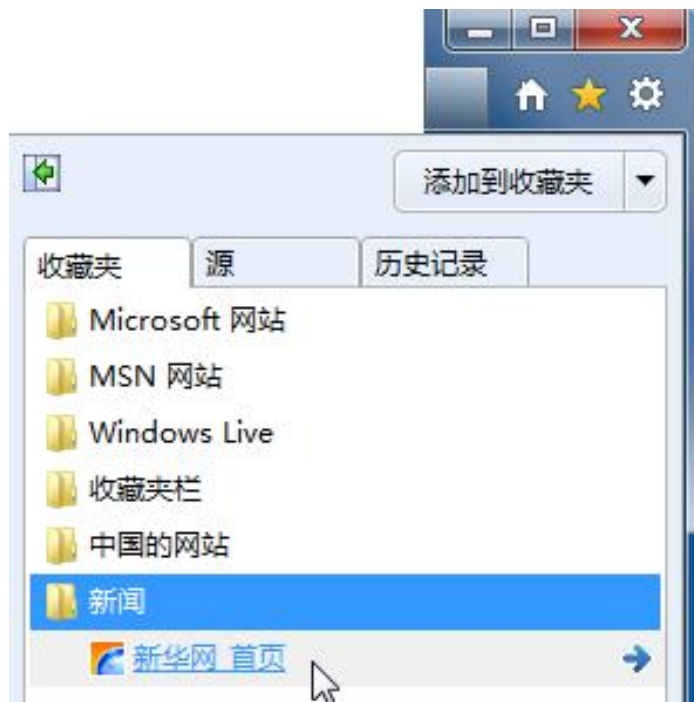 添加到收藏夹
收藏夹 源 历史记录
Microsoft 网站
MSN 网站
Windows Live
收藏夹栏
中国的网站
新闻
新华网_首页